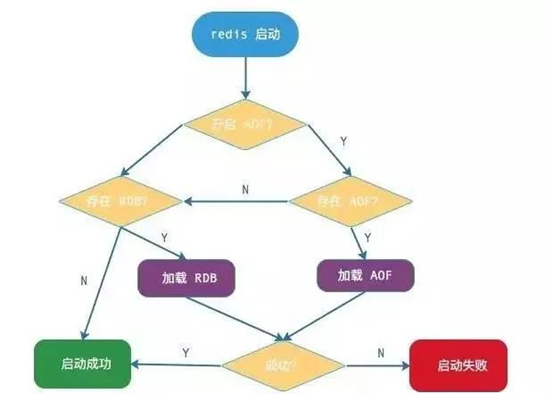 redis 启动
开启 AOF?
Y
存在 RDB?
N
存在 AOF?
Y
Y
加载 RDB
加载 AOF
N
启动成功
Y
成功?
N
启动失败